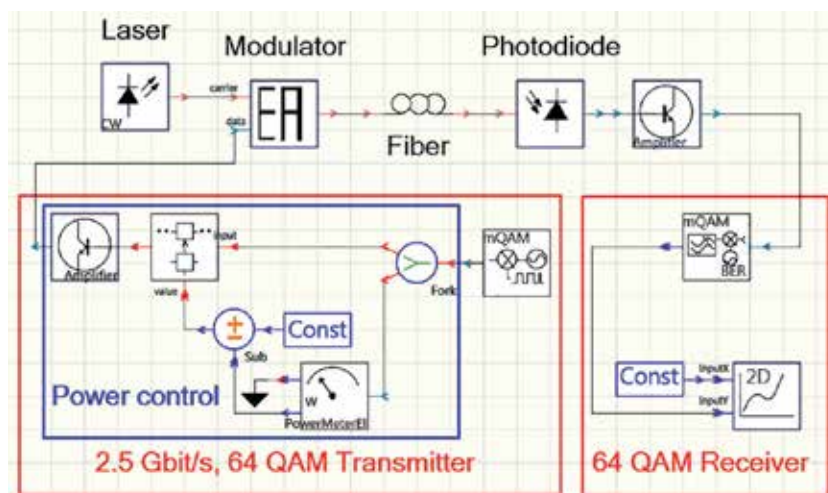 Laser
Modulator
Photodiode
carrier
data
CW
EA
Fiber
Amplifier
Amplifier
input
mQAM
Fork
value
Const
Sub
W
PowerMeterEl
Power control
2.5 Gbit/s, 64 QAM Transmitter
mQAM
BER
Const
InputX
InputY
2D
64 QAM Receiver